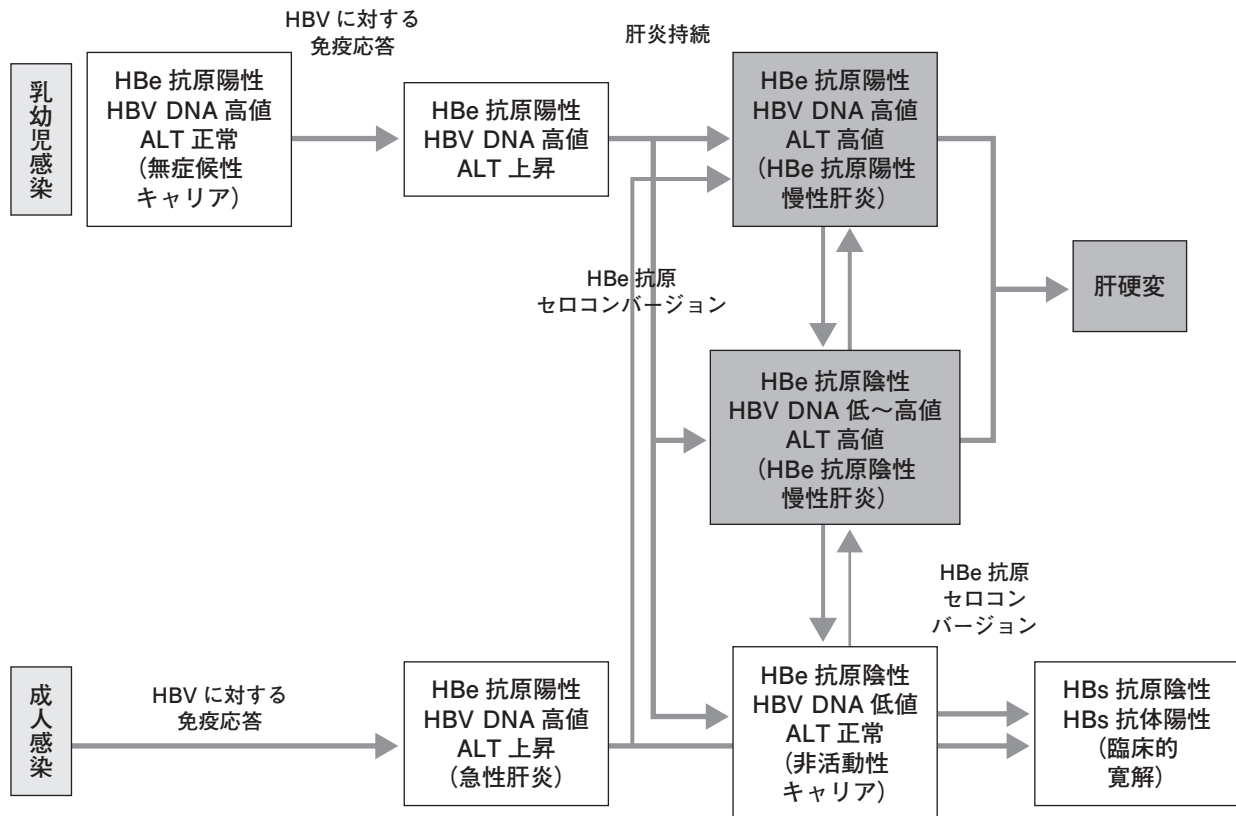 HBV に対する
免疫応答
肝炎持続
乳幼児感染
HBe 抗原陽性
HBV DNA 高値
ALT 正常
（無症候性
キャリア）
HBe 抗原陽性
HBV DNA 高値
ALT 上昇
HBe 抗原陽性
HBV DNA 高値
ALT 高値
（HBe 抗原陽性
慢性肝炎）
HBe 抗原
セロコンバージョン
肝硬変
HBe 抗原陰性
HBV DNA 低～高値
ALT 高値
（HBe 抗原陰性
慢性肝炎）
HBe 抗原
セロコン
バージョン
成人感染
HBV に対する
免疫応答
HBe 抗原陽性
HBV DNA 高値
ALT 上昇
（急性肝炎）
HBe 抗原陰性
HBV DNA 低値
ALT 正常
（非活動性
キャリア）
HBs 抗原陰性
HBs 抗体陽性
（臨床的
寛解）